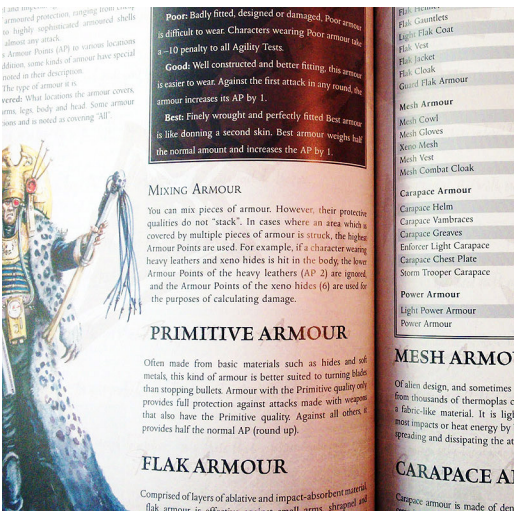 armoured protection, ranging from
to highly sophisticated armoured shells
almost any attack.
Armour Points (AP) to various locations
addition, some kinds of armour have special
noted in their description.
The type of armour it is.
vered: What locations the armour covers,
arms, legs, body and head. Some armour
ions and is noted as covering "All".
Poor: Badly fitted, designed or damaged, Poor armour
is difficult to wear. Characters wearing Poor armour take
a –10 penalty to all Agility Tests.
Good: Well constructed and better fitting, this armour
is easier to wear. Against the first attack in any round, the
armour increases its AP by 1.
Best: Finely wrought and perfectly fitted Best armour
is like donning a second skin. Best armour weighs half
the normal amount and increases the AP by 1.
MIXING ARMOUR
You can mix pieces of armour. However, their protective
qualities do not "stack". In cases where an area which is
covered by multiple pieces of armour is struck, the highest
Armour Points are used. For example, if a character wearing
heavy leathers and xeno hides is hit in the body, the lower
Armour Points of the heavy leathers (AP 2) are ignored,
and the Armour Points of the xeno hides (6) are used for
the purposes of calculating damage.
PRIMITIVE ARMOUR
Often made from basic materials such as hides and soft
metals, this kind of armour is better suited to turning blades
than stopping bullets. Armour with the Primitive quality only
provides full protection against attacks made with weapons
that also have the Primitive quality. Against all others, it
provides half the normal AP (round up).
FLAK ARMOUR
Comprised of layers of ablative and impact-absorbent material,
flak armour is effective against small arms, shrapnel and
Flak Helmet
Flak Gauntlets
Light Flak Coat
Flak Vest
Flak Jacket
Flak Cloak
Guard Flak Armour
Mesh Armour
Mesh Cowl
Mesh Gloves
Xeno Mesh
Mesh Vest
Mesh Combat Cloak
Carapace Armour
Carapace Helm
Carapace Vambraces
Carapace Greaves
Enforcer Light Carapace
Carapace Chest Plate
Storm Trooper Carapace
Power Armour
Light Power Armour
Power Armour
MESH ARMO
Of alien design, and sometimes
from thousands of thermoplas
a fabric-like material. It is
most impacts or heat energy by
spreading and dissipating the
CARAPACE
Carapace armour is made of